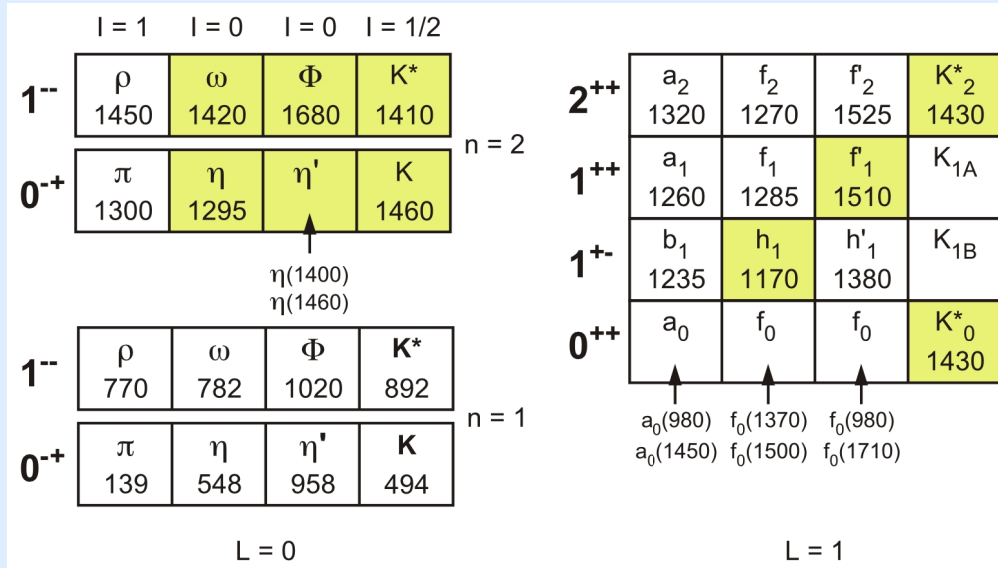 I = 1 I = 0 I = 0 I = 1/2
1-- ρ ω Φ K*
1450 1420 1680 1410
n = 2
0-+ π η η' K
1300 1295 1460
η(1400)
η(1460)
1-- ρ ω Φ K*
770 782 1020 892
n = 1
0-+ π η η' K
139 548 958 494
L = 0
2++ a2 f2 f'2 K*2
1320 1270 1525 1430
1++ a1 f1 f'1 K1A
1260 1285 1510
1+- b1 h1 h'1 K1B
1235 1170 1380
0++ a0 f0 f0 K*0
1430
a0(980) f0(1370) f0(980)
a0(1450) f0(1500) f0(1710)
L = 1